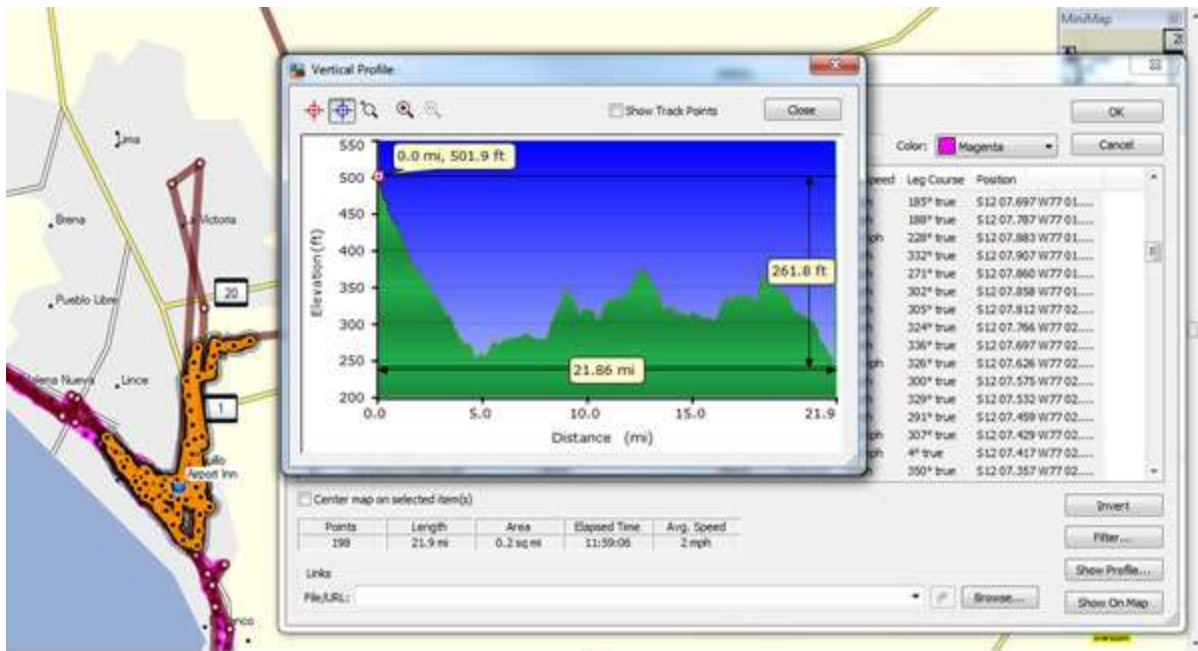 MiniMap
Vertical Profile
Show Track Points
Close
OK
Color:
Magenta
Cancel
550
500
450
400
350
300
250
200
Elevation (ft)
0.0 mi, 501.9 ft
261.8 ft
21.86 mi
0.0
5.0
10.0
15.0
21.9
Distance (mi)
Leg Course Position
185° true S12 07.697 W77 01.....
188° true S12 07.787 W77 01.....
228° true S12 07.883 W77 01.....
332° true S12 07.907 W77 01.....
271° true S12 07.860 W77 01.....
302° true S12 07.858 W77 01.....
305° true S12 07.812 W77 02.....
324° true S12 07.766 W77 02.....
336° true S12 07.697 W77 02.....
326° true S12 07.626 W77 02.....
300° true S12 07.575 W77 02.....
329° true S12 07.532 W77 02.....
291° true S12 07.459 W77 02.....
307° true S12 07.429 W77 02.....
4° true S12 07.417 W77 02.....
350° true S12 07.357 W77 02.....
Center map on selected item(s)
Points Length Area Elapsed Time Avg. Speed
198 21.9 mi 0.2 sq mi 11:59:06 2 mph
Links
File/URL:
Browse...
Invert
Filter...
Show Profile...
Show On Map
Lima
Brena
La Victoria
Pueblo Libre
20
Lince
1
Airport Inn